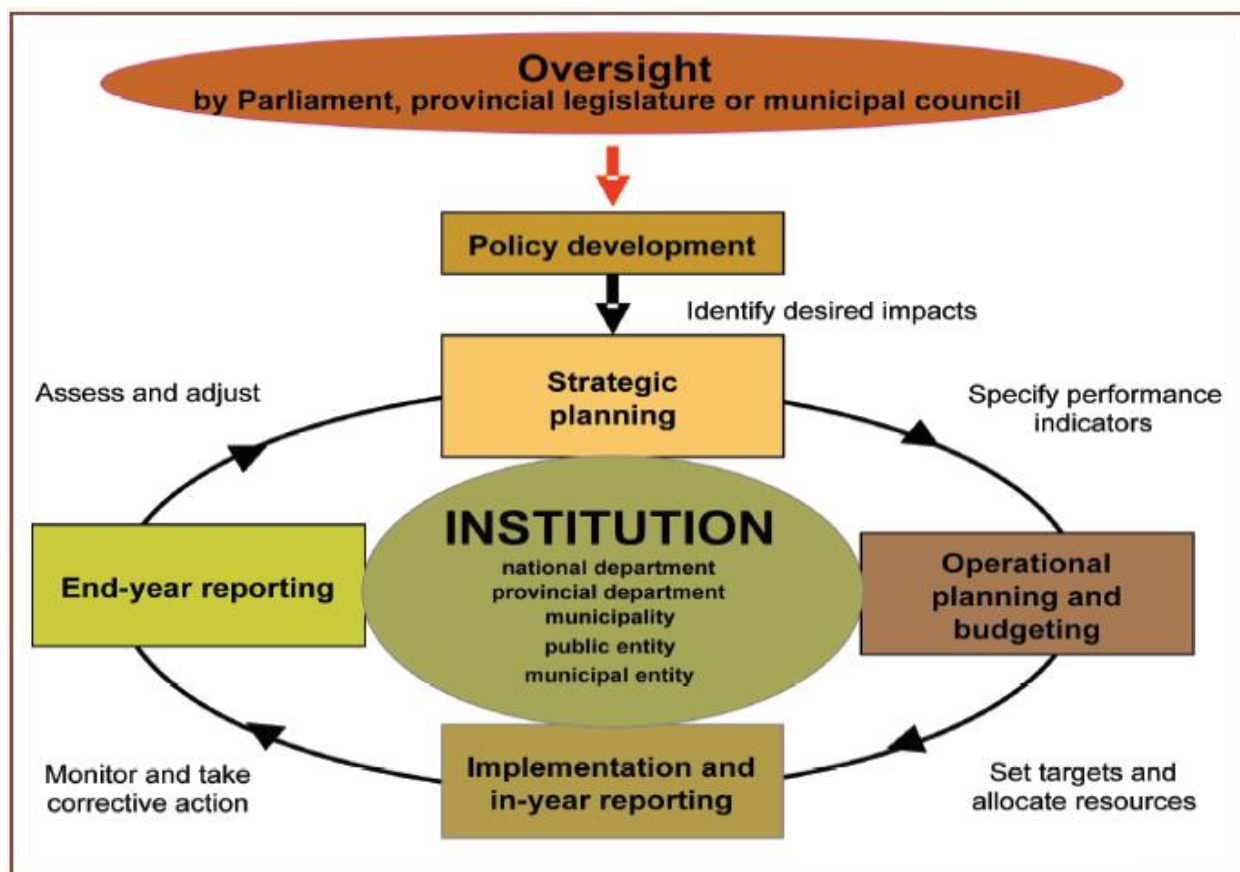 Oversight
by Parliament, provincial legislature or municipal council
Policy development
Identify desired impacts
Strategic
planning
Assess and adjust
Specify performance
indicators
INSTITUTION
national department
provincial department
municipality
public entity
municipal entity
End-year reporting
Operational
planning and
budgeting
Implementation and
in-year reporting
Monitor and take
corrective action
Set targets and
allocate resources